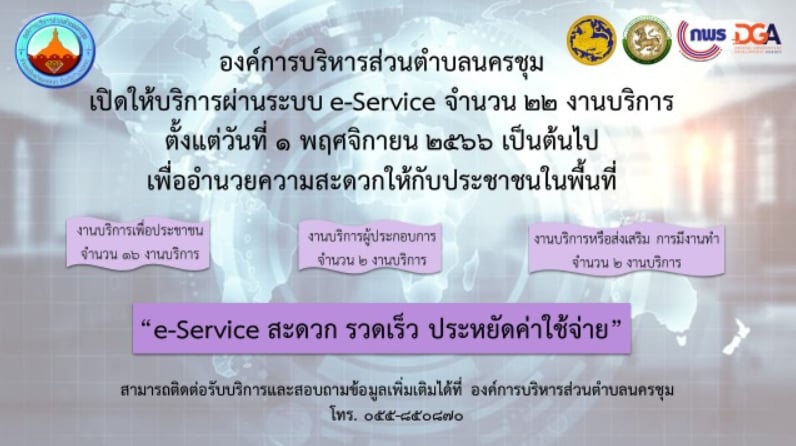 กพร DGA
องค์การบริหารส่วนตำบลนครชุม
เปิดให้บริการผ่านระบบ e-Service จำนวน ๒๒ งานบริการ
ตั้งแต่วันที่ ๑ พฤศจิกายน ๒๕๖๖ เป็นต้นไป
เพื่ออำนวยความสะดวกให้กับประชาชนในพื้นที่
งานบริการเพื่อประชาชน
จำนวน ๑๖ งานบริการ
งานบริการผู้ประกอบการ
จำนวน ๒ งานบริการ
งานบริการหรือส่งเสริม การมีงานทำ
จำนวน ๒ งานบริการ
“e-Service สะดวก รวดเร็ว ประหยัดค่าใช้จ่าย”
สามารถติดต่อรับบริการและสอบถามข้อมูลเพิ่มเติมได้ที่ องค์การบริหารส่วนตำบลนครชุม
โทร. ๐๕๕-๘๕๐๘๗๐